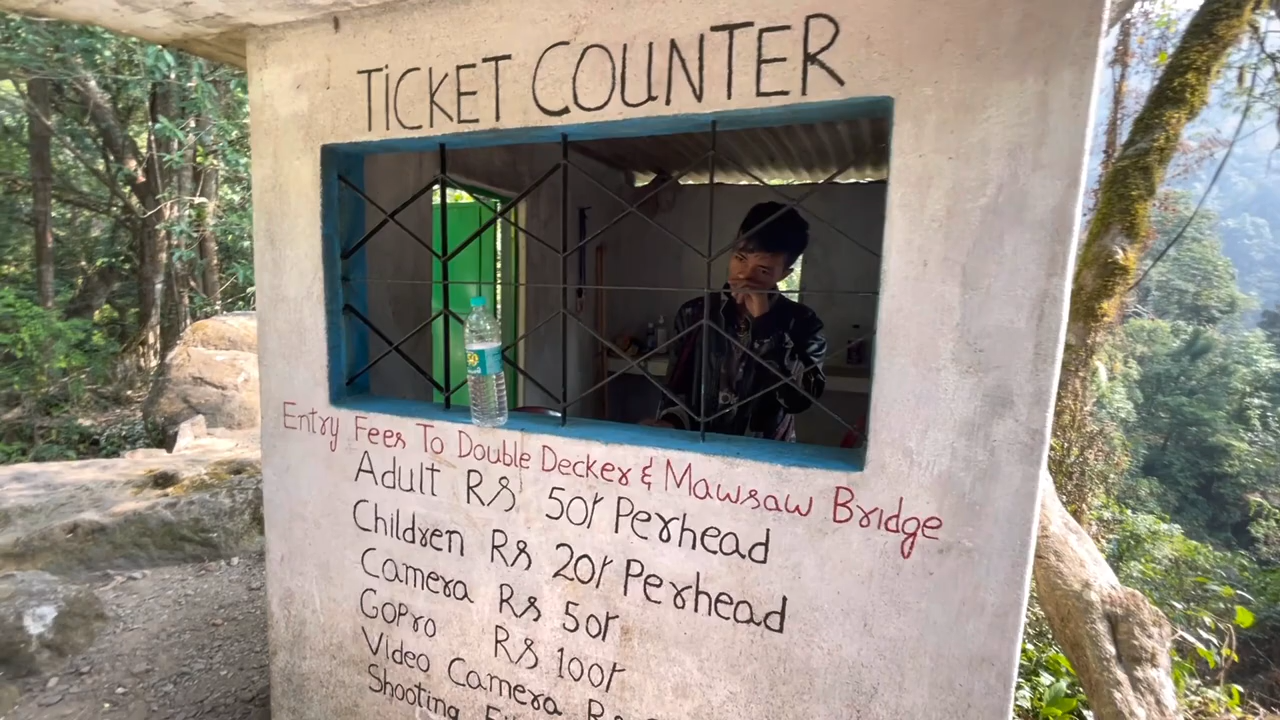 TICKET COUNTER
Entry Fees To Double Decker & Mawsaw Bridge
Adult Rs 50/- Perhead
Children Rs 20/- Perhead
Camera Rs 50/-
GoPro Rs 100/-
Video Camera Rs
Shooting